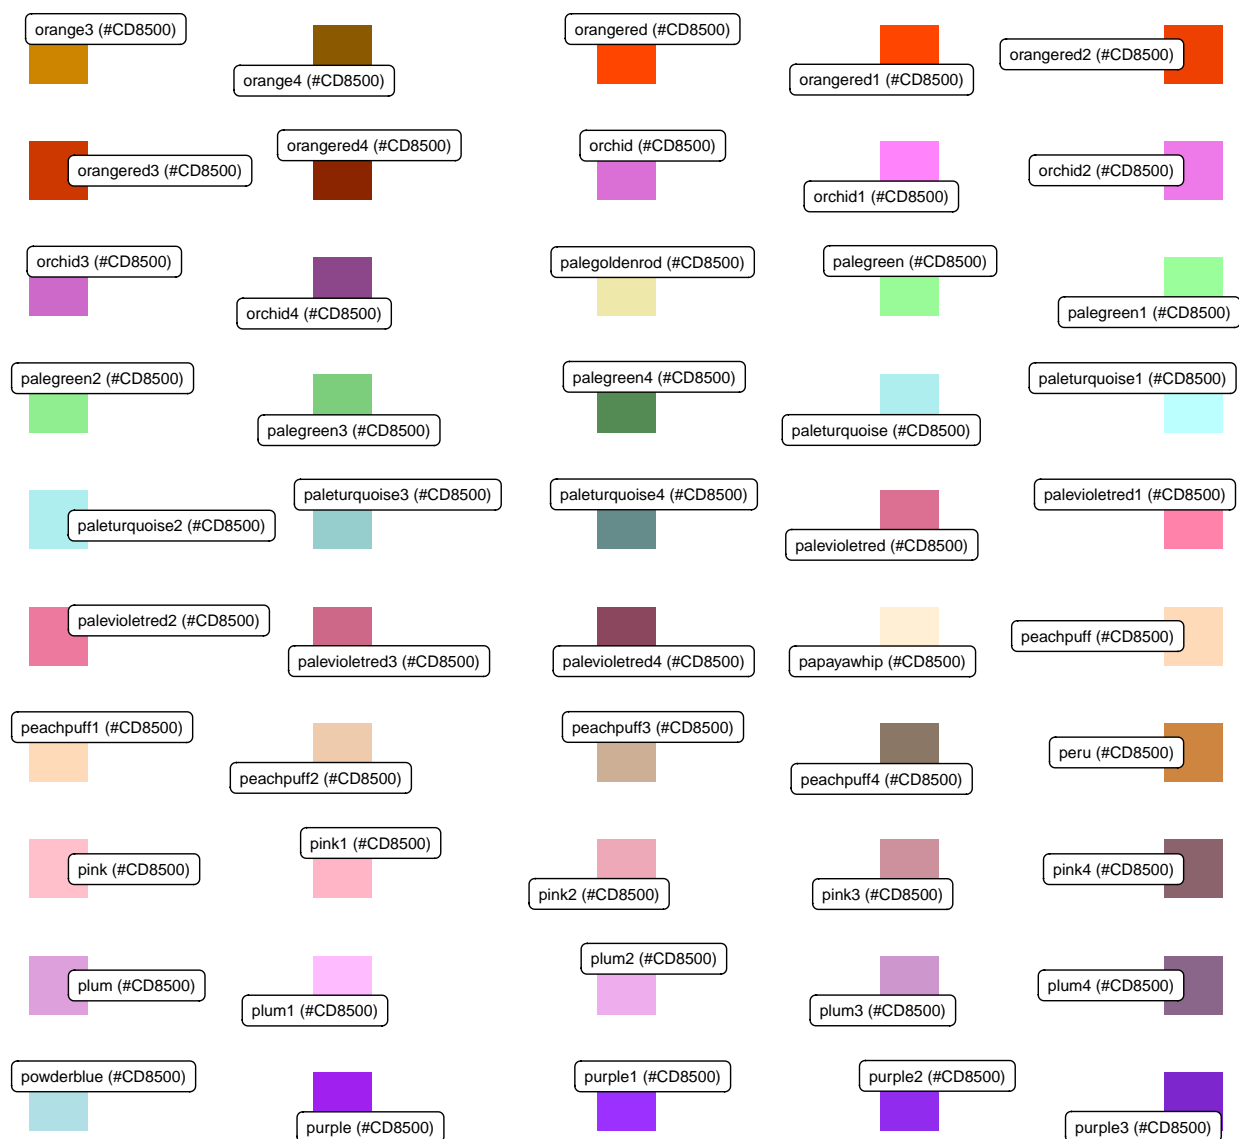 orange3 (#CD8500)
orange4 (#CD8500)
orangered (#CD8500)
orangered1 (#CD8500)
orangered2 (#CD8500)
orangered3 (#CD8500)
orangered4 (#CD8500)
orchid (#CD8500)
orchid1 (#CD8500)
orchid2 (#CD8500)
orchid3 (#CD8500)
orchid4 (#CD8500)
palegoldenrod (#CD8500)
palegreen (#CD8500)
palegreen1 (#CD8500)
palegreen2 (#CD8500)
palegreen3 (#CD8500)
palegreen4 (#CD8500)
paleturquoise (#CD8500)
paleturquoise1 (#CD8500)
paleturquoise2 (#CD8500)
paleturquoise3 (#CD8500)
paleturquoise4 (#CD8500)
palevioletred (#CD8500)
palevioletred1 (#CD8500)
palevioletred2 (#CD8500)
palevioletred3 (#CD8500)
palevioletred4 (#CD8500)
papayawhip (#CD8500)
peachpuff (#CD8500)
peachpuff1 (#CD8500)
peachpuff2 (#CD8500)
peachpuff3 (#CD8500)
peachpuff4 (#CD8500)
peru (#CD8500)
pink (#CD8500)
pink1 (#CD8500)
pink2 (#CD8500)
pink3 (#CD8500)
pink4 (#CD8500)
plum (#CD8500)
plum1 (#CD8500)
plum2 (#CD8500)
plum3 (#CD8500)
plum4 (#CD8500)
powderblue (#CD8500)
purple (#CD8500)
purple1 (#CD8500)
purple2 (#CD8500)
purple3 (#CD8500)